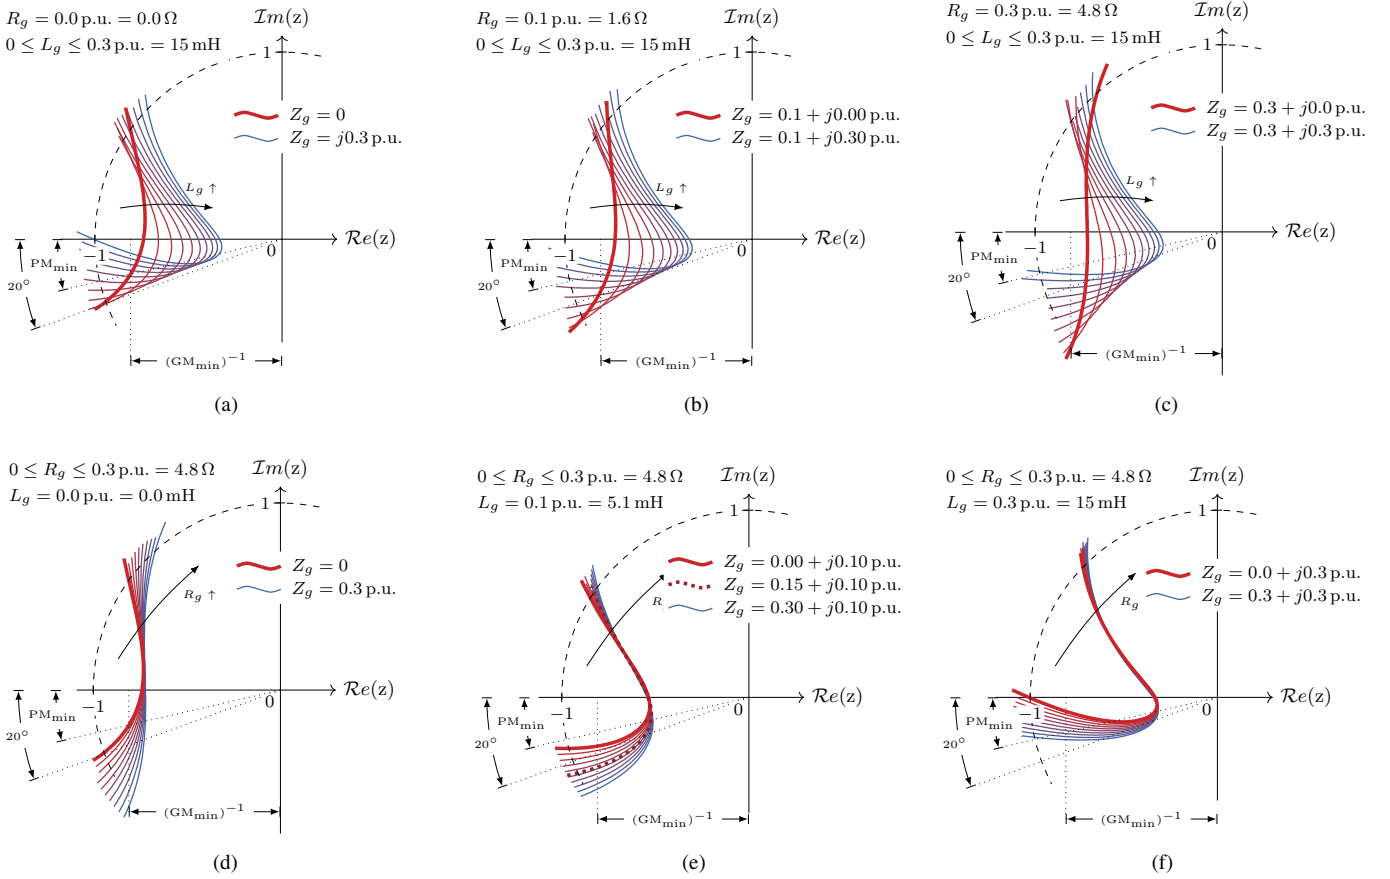 R_g = 0.0 p.u. = 0.0 Ω
0 ≤ L_g ≤ 0.3 p.u. = 15 mH
Im(z)
1
Z_g = 0
Z_g = j0.3 p.u.
L_g ↑
Re(z)
−1
0
PM_min
20°
(GM_min)^−1
(a)
R_g = 0.1 p.u. = 1.6 Ω
0 ≤ L_g ≤ 0.3 p.u. = 15 mH
Im(z)
1
Z_g = 0.1 + j0.00 p.u.
Z_g = 0.1 + j0.30 p.u.
L_g ↑
Re(z)
−1
0
PM_min
20°
(GM_min)^−1
(b)
R_g = 0.3 p.u. = 4.8 Ω
0 ≤ L_g ≤ 0.3 p.u. = 15 mH
Im(z)
1
Z_g = 0.3 + j0.0 p.u.
Z_g = 0.3 + j0.3 p.u.
L_g ↑
Re(z)
−1
0
PM_min
20°
(GM_min)^−1
(c)
0 ≤ R_g ≤ 0.3 p.u. = 4.8 Ω
L_g = 0.0 p.u. = 0.0 mH
Im(z)
1
Z_g = 0
Z_g = 0.3 p.u.
R_g ↑
Re(z)
−1
0
PM_min
20°
(GM_min)^−1
(d)
0 ≤ R_g ≤ 0.3 p.u. = 4.8 Ω
L_g = 0.1 p.u. = 5.1 mH
Im(z)
1
Z_g = 0.00 + j0.10 p.u.
Z_g = 0.15 + j0.10 p.u.
Z_g = 0.30 + j0.10 p.u.
R
Re(z)
−1
0
PM_min
20°
(GM_min)^−1
(e)
0 ≤ R_g ≤ 0.3 p.u. = 4.8 Ω
L_g = 0.3 p.u. = 15 mH
Im(z)
1
Z_g = 0.0 + j0.3 p.u.
Z_g = 0.3 + j0.3 p.u.
R_g
Re(z)
−1
0
PM_min
20°
(GM_min)^−1
(f)